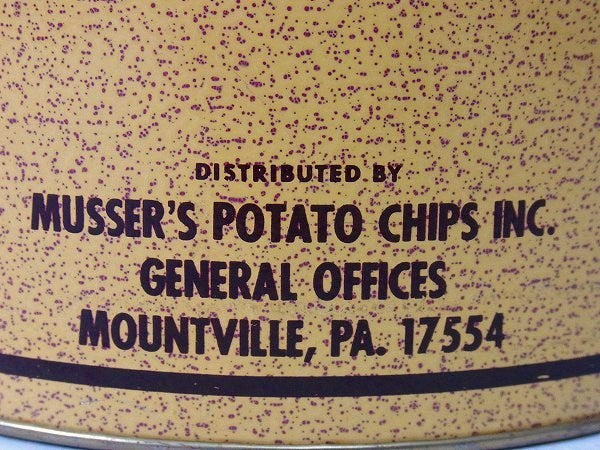 DISTRIBUTED BY
MUSSER'S POTATO CHIPS INC.
GENERAL OFFICES
MOUNTVILLE, PA. 17554